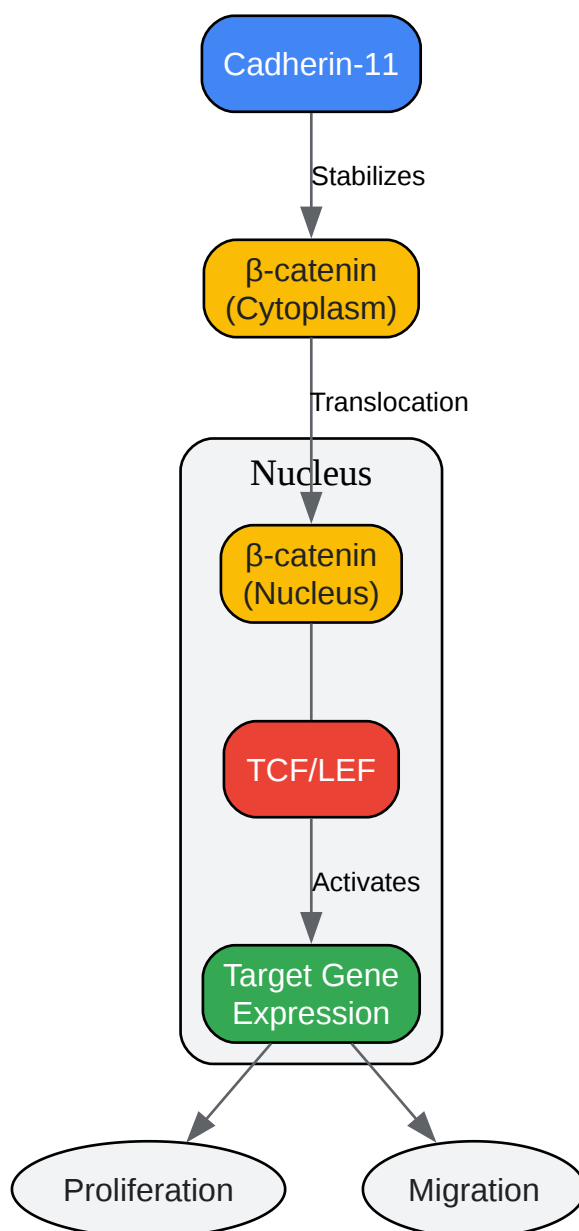 Cadherin-11
Stabilizes
β-catenin
(Cytoplasm)
Translocation
Nucleus
β-catenin
(Nucleus)
TCF/LEF
Activates
Target Gene
Expression
Proliferation
Migration